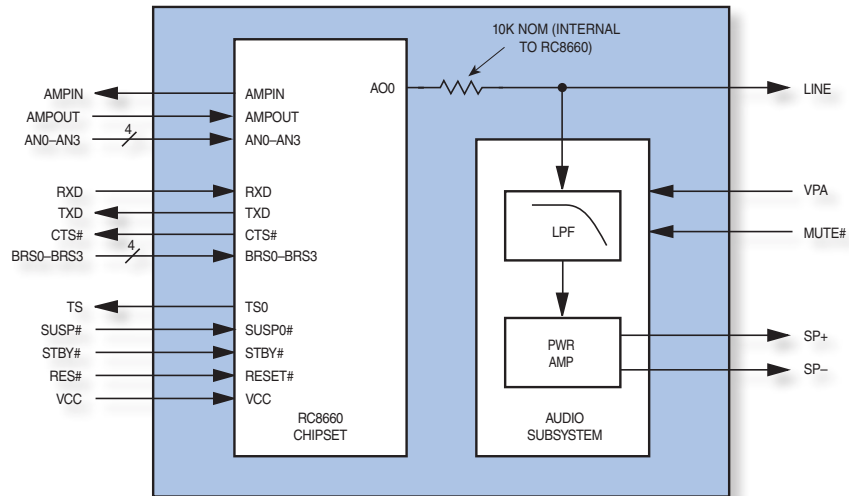 10K NOM (INTERNAL
TO RC8660)
AMPIN
AMPOUT
AN0–AN3
4
RXD
TXD
CTS#
BRS0–BRS3
4
TS
SUSP#
STBY#
RES#
VCC
AMPIN
AMPOUT
AN0–AN3
RXD
TXD
CTS#
BRS0–BRS3
TS0
SUSP0#
STBY#
RESET#
VCC
AO0
RC8660
CHIPSET
LPF
PWR
AMP
AUDIO
SUBSYSTEM
LINE
VPA
MUTE#
SP+
SP–